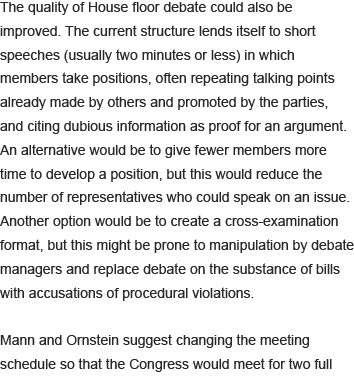 The quality of House floor debate could also be
improved. The current structure lends itself to short
speeches (usually two minutes or less) in which
members take positions, often repeating talking points
already made by others and promoted by the parties,
and citing dubious information as proof for an argument.
An alternative would be to give fewer members more
time to develop a position, but this would reduce the
number of representatives who could speak on an issue.
Another option would be to create a cross-examination
format, but this might be prone to manipulation by debate
managers and replace debate on the substance of bills
with accusations of procedural violations.

Mann and Ornstein suggest changing the meeting
schedule so that the Congress would meet for two full